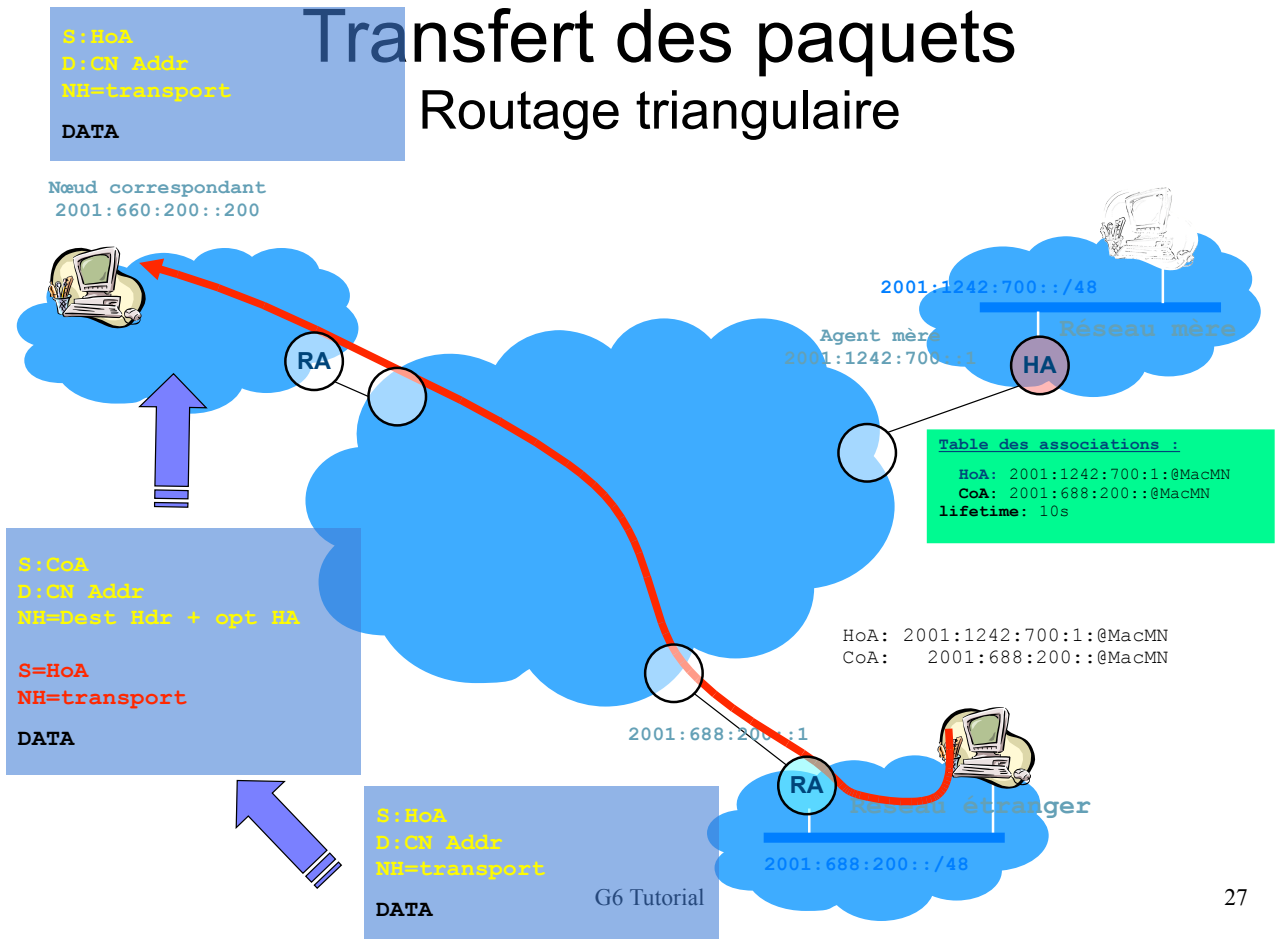 Transfert des paquets
Routage triangulaire
S:HoA
D:CN Addr
NH=transport
DATA
Nœud correspondant
2001:660:200::200
RA
2001:1242:700::/48
Réseau mère
Agent mère
2001:1242:700::1
HA
Table des associations :
HoA: 2001:1242:700:1:@MacMN
CoA: 2001:688:200::@MacMN
lifetime: 10s
S:CoA
D:CN Addr
NH=Dest Hdr + opt HA
S=HoA
NH=transport
DATA
HoA: 2001:1242:700:1:@MacMN
CoA: 2001:688:200::@MacMN
2001:688:200::1
RA
Réseau étranger
2001:688:200::/48
S:HoA
D:CN Addr
NH=transport
DATA
G6 Tutorial
27